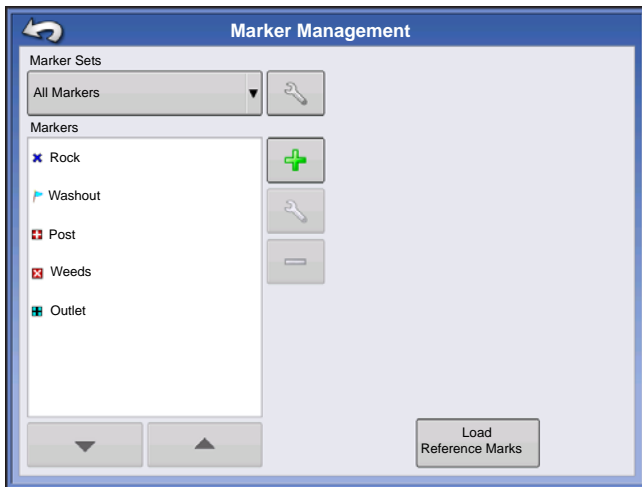 Marker Management
Marker Sets
All Markers
Markers
Rock
Washout
Post
Weeds
Outlet
Load
Reference Marks